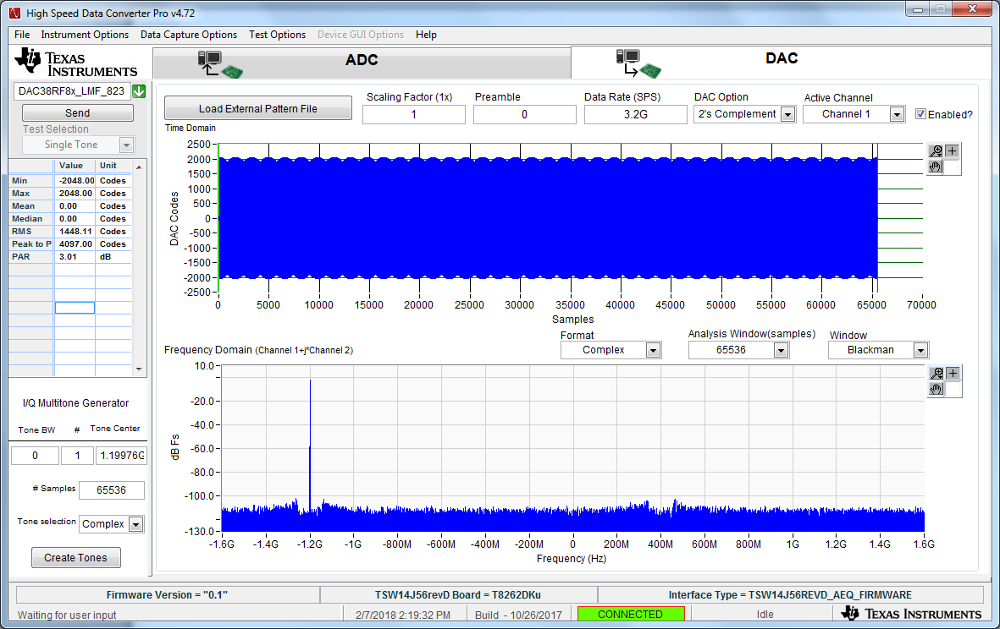 High Speed Data Converter Pro v4.72
File Instrument Options Data Capture Options Test Options Device GUI Options Help
TEXAS INSTRUMENTS
ADC
DAC
DAC38RF8x_LMF_823
Send
Test Selection
Single Tone
Value Unit
Min -2048.00 Codes
Max 2048.00 Codes
Mean 0.00 Codes
Median 0.00 Codes
RMS 1448.11 Codes
Peak to P 4097.00 Codes
PAR 3.01 dB
I/Q Multitone Generator
Tone BW # Tone Center
0 1 1.19976G
# Samples 65536
Tone selection Complex
Create Tones
Load External Pattern File
Scaling Factor (1x) Preamble Data Rate (SPS) DAC Option Active Channel
1 0 3.2G 2's Complement Channel 1 Enabled?
Time Domain
DAC Codes
2500
2000
1500
1000
500
0
-500
-1000
-1500
-2000
-2500
0 5000 10000 15000 20000 25000 30000 35000 40000 45000 50000 55000 60000 65000 70000
Samples
Format Analysis Window(samples) Window
Complex 65536 Blackman
Frequency Domain (Channel 1+j*Channel 2)
dB Fs
10.0
-20.0
-40.0
-60.0
-80.0
-100.0
-130.0
-1.6G -1.4G -1.2G -1G -800M -600M -400M -200M 0 200M 400M 600M 800M 1G 1.2G 1.4G 1.6G
Frequency (Hz)
Firmware Version = "0.1" TSW14J56revD Board = T8262DKu Interface Type = TSW14J56REVD_AEQ_FIRMWARE
Waiting for user input 2/7/2018 2:19:32 PM Build - 10/26/2017 CONNECTED Idle TEXAS INSTRUMENTS